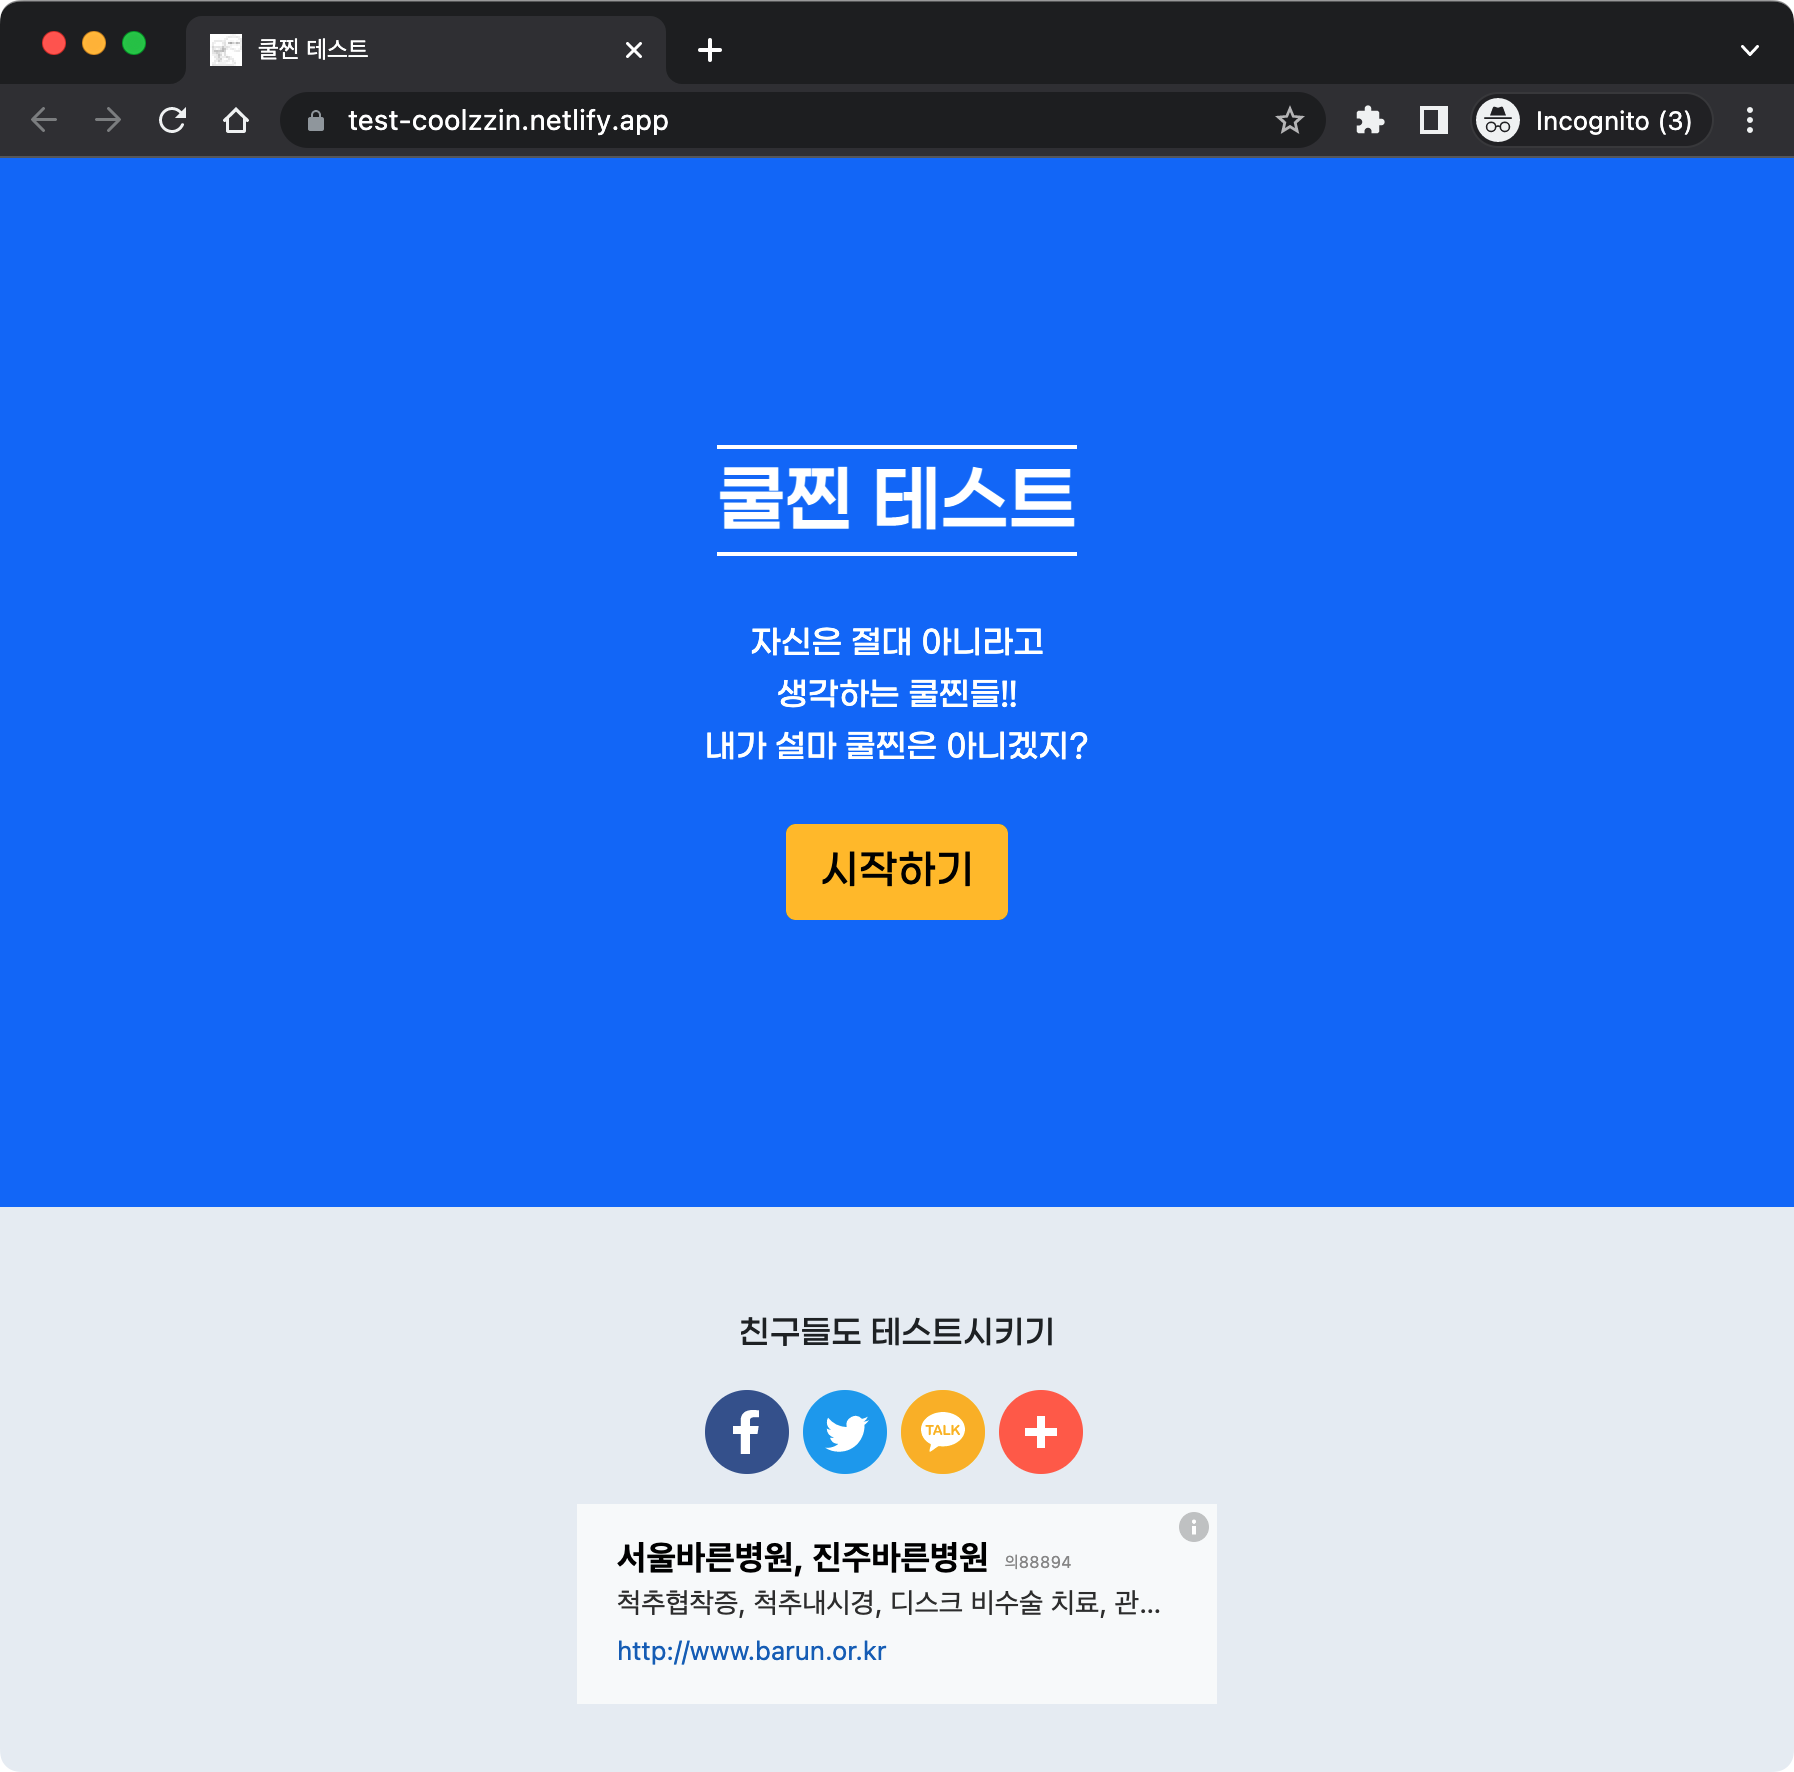 쿨찐 테스트
test-coolzzin.netlify.app
Incognito (3)
쿨찐 테스트
자신은 절대 아니라고
생각하는 쿨찐들!!
내가 설마 쿨찐은 아니겠지?
시작하기
친구들도 테스트시키기
TALK
서울바른병원, 진주바른병원 의88894
척추협착증, 척추내시경, 디스크 비수술 치료, 관...
http://www.barun.or.kr